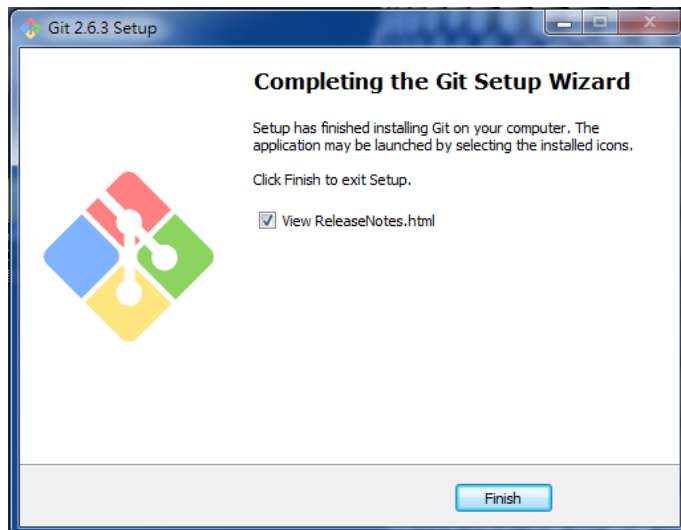 Git 2.6.3 Setup
Completing the Git Setup Wizard
Setup has finished installing Git on your computer. The
application may be launched by selecting the installed icons.
Click Finish to exit Setup.
View ReleaseNotes.html
Finish